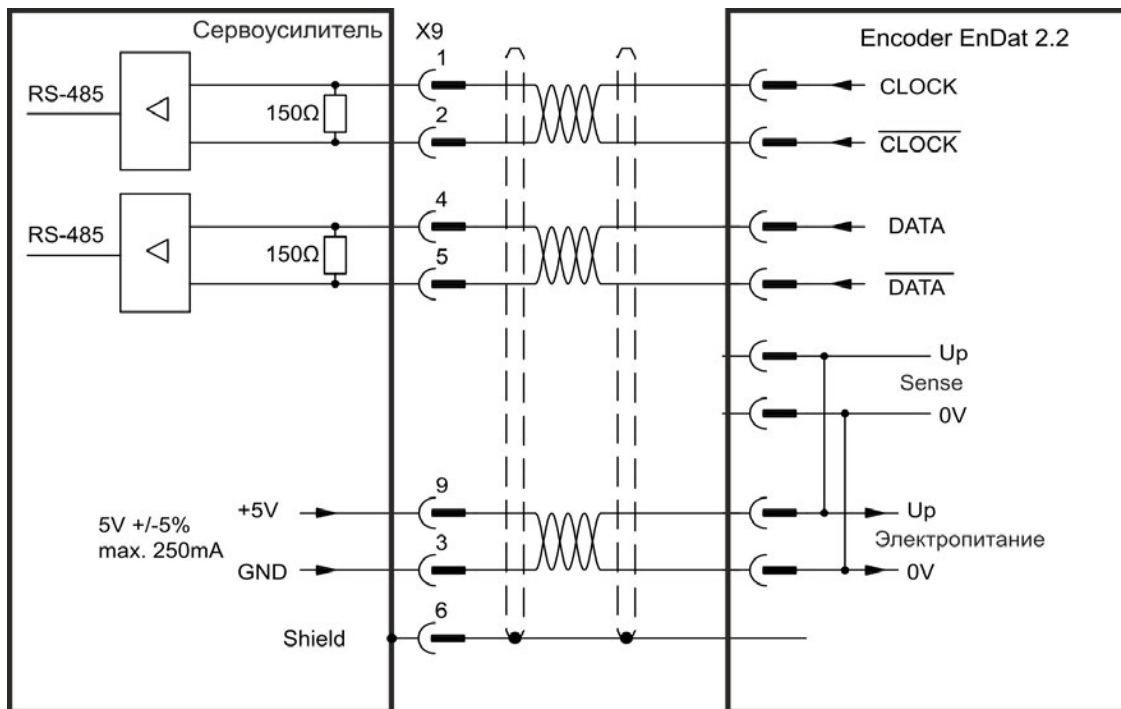 Сервоусилитель
X9
Encoder EnDat 2.2
1
RS-485
150Ω
CLOCK
2
CLOCK
4
RS-485
150Ω
DATA
5
DATA
Up
Sense
0V
9
+5V
Up
5V +/-5%
max. 250mA
Электропитание
3
GND
0V
6
Shield